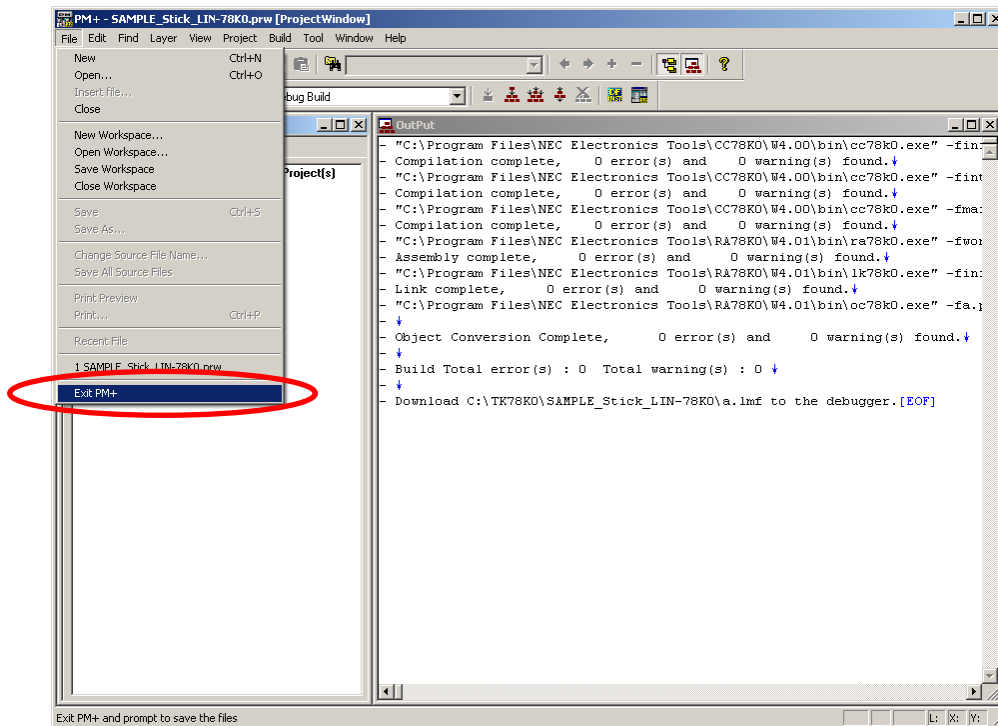 PM+ - SAMPLE_Stick_LIN-78K0.prw [ProjectWindow]
File Edit Find Layer View Project Build Tool Window Help
New Ctrl+N
Open... Ctrl+O
Insert file...
Close
New Workspace...
Open Workspace...
Save Workspace
Close Workspace
Save Ctrl+S
Save As...
Change Source File Name...
Save All Source Files
Print Preview
Print... Ctrl+P
Recent File
1 SAMPLE_Stick_LIN-78K0.prw
Exit PM+
bug Build
Project(s)
OutPut
- "C:\Program Files\NEC Electronics Tools\CC78K0\W4.00\bin\cc78k0.exe" -fin
- Compilation complete, 0 error(s) and 0 warning(s) found.↓
- "C:\Program Files\NEC Electronics Tools\CC78K0\W4.00\bin\cc78k0.exe" -fint
- Compilation complete, 0 error(s) and 0 warning(s) found.↓
- "C:\Program Files\NEC Electronics Tools\CC78K0\W4.00\bin\cc78k0.exe" -fma
- Compilation complete, 0 error(s) and 0 warning(s) found.↓
- "C:\Program Files\NEC Electronics Tools\RA78K0\W4.01\bin\ra78k0.exe" -fwor
- Assembly complete, 0 error(s) and 0 warning(s) found.↓
- "C:\Program Files\NEC Electronics Tools\RA78K0\W4.01\bin\lk78k0.exe" -fin
- Link complete, 0 error(s) and 0 warning(s) found.↓
- "C:\Program Files\NEC Electronics Tools\RA78K0\W4.01\bin\oc78k0.exe" -fa.
- ↓
- Object Conversion Complete, 0 error(s) and 0 warning(s) found.↓
- ↓
- Build Total error(s) : 0 Total warning(s) : 0 ↓
- ↓
- Download C:\TK78K0\SAMPLE_Stick_LIN-78K0\a.lmf to the debugger.[EOF]
Exit PM+ and prompt to save the files
L: X: Y: